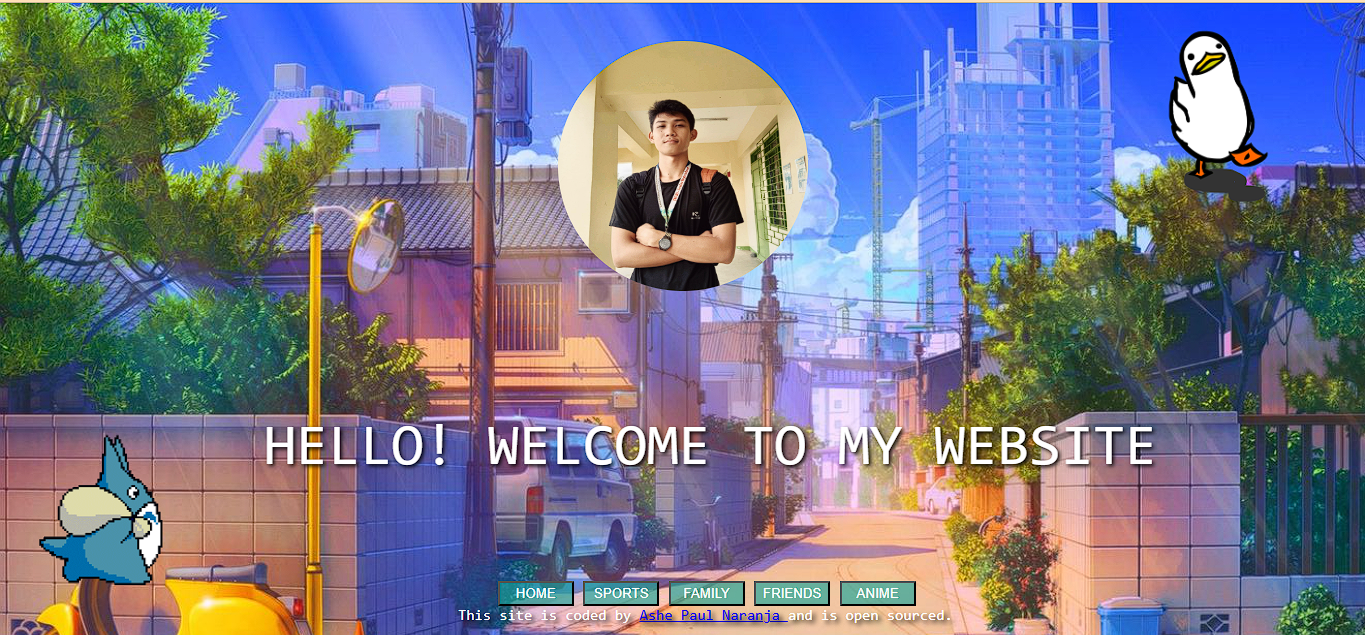 HELLO! WELCOME TO MY WEBSITE
HOME SPORTS FAMILY FRIENDS ANIME
This site is coded by Ashe Paul Naranja and is open sourced.